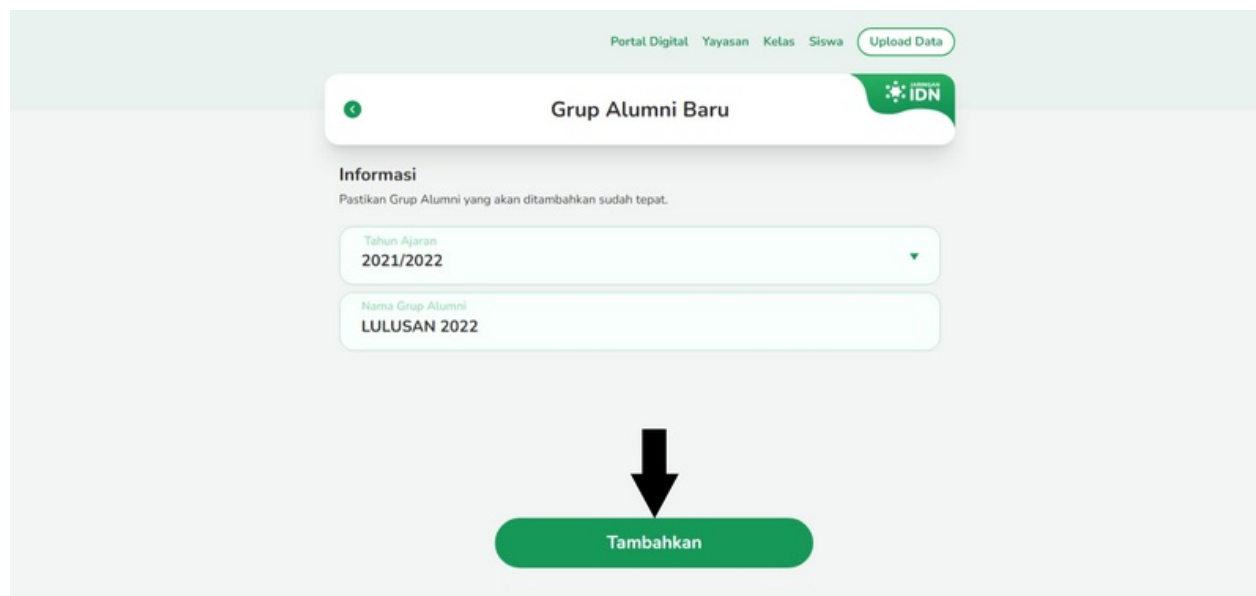 Portal Digital Yayasan Kelas Siswa Upload Data
JARINGAN
IDN
Grup Alumni Baru
Informasi
Pastikan Grup Alumni yang akan ditambahkan sudah tepat.
Tahun Ajaran
2021/2022
Nama Grup Alumni
LULUSAN 2022
Tambahkan